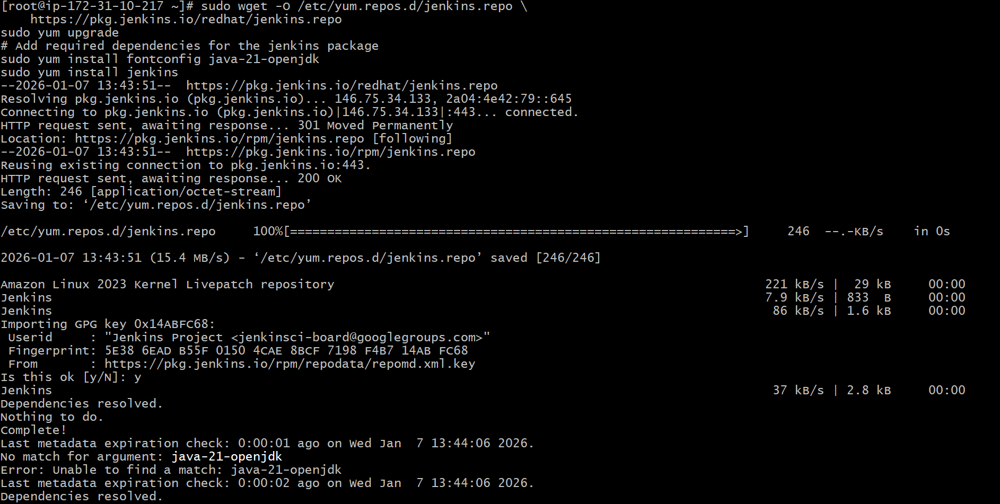 [root@ip-172-31-10-217 ~]# sudo wget -O /etc/yum.repos.d/jenkins.repo \
    https://pkg.jenkins.io/redhat/jenkins.repo
sudo yum upgrade
# Add required dependencies for the jenkins package
sudo yum install fontconfig java-21-openjdk
sudo yum install jenkins
--2026-01-07 13:43:51--  https://pkg.jenkins.io/redhat/jenkins.repo
Resolving pkg.jenkins.io (pkg.jenkins.io)... 146.75.34.133, 2a04:4e42:79::645
Connecting to pkg.jenkins.io (pkg.jenkins.io)|146.75.34.133|:443... connected.
HTTP request sent, awaiting response... 301 Moved Permanently
Location: https://pkg.jenkins.io/rpm/jenkins.repo [following]
--2026-01-07 13:43:51--  https://pkg.jenkins.io/rpm/jenkins.repo
Reusing existing connection to pkg.jenkins.io:443.
HTTP request sent, awaiting response... 200 OK
Length: 246 [application/octet-stream]
Saving to: ‘/etc/yum.repos.d/jenkins.repo’
/etc/yum.repos.d/jenkins.repo     100%[============================================================>]     246  --.-KB/s    in 0s
2026-01-07 13:43:51 (15.4 MB/s) - ‘/etc/yum.repos.d/jenkins.repo’ saved [246/246]
Amazon Linux 2023 Kernel Livepatch repository     221 kB/s |  29 kB     00:00
Jenkins     7.9 kB/s | 833  B     00:00
Jenkins     86 kB/s | 1.6 kB     00:00
Importing GPG key 0x14ABFC68:
 Userid     : "Jenkins Project <jenkinsci-board@googlegroups.com>"
 Fingerprint: 5E38 6EAD B55F 0150 4CAE 8BCF 7198 F4B7 14AB FC68
 From       : https://pkg.jenkins.io/rpm/repodata/repomd.xml.key
Is this ok [y/N]: y
Jenkins     37 kB/s | 2.8 kB     00:00
Dependencies resolved.
Nothing to do.
Complete!
Last metadata expiration check: 0:00:01 ago on Wed Jan  7 13:44:06 2026.
No match for argument: java-21-openjdk
Error: Unable to find a match: java-21-openjdk
Last metadata expiration check: 0:00:02 ago on Wed Jan  7 13:44:06 2026.
Dependencies resolved.